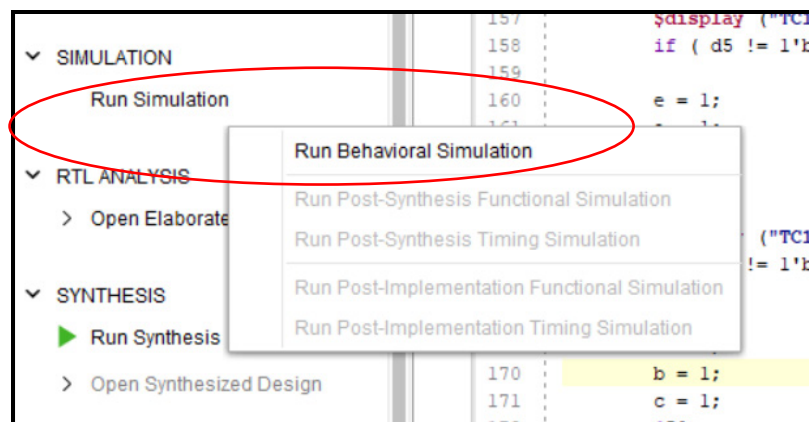 SIMULATION
Run Simulation
Run Behavioral Simulation
RTL ANALYSIS
Run Post-Synthesis Functional Simulation
> Open Elaborate
Run Post-Synthesis Timing Simulation
SYNTHESIS
Run Post-Implementation Functional Simulation
Run Post-Implementation Timing Simulation
Run Synthesis
> Open Synthesized Design
157 $display ("TC1
158 if ( d5 != 1'b
159
160 e = 1;
161
("TC1
!= 1'b
170 b = 1;
171 c = 1;